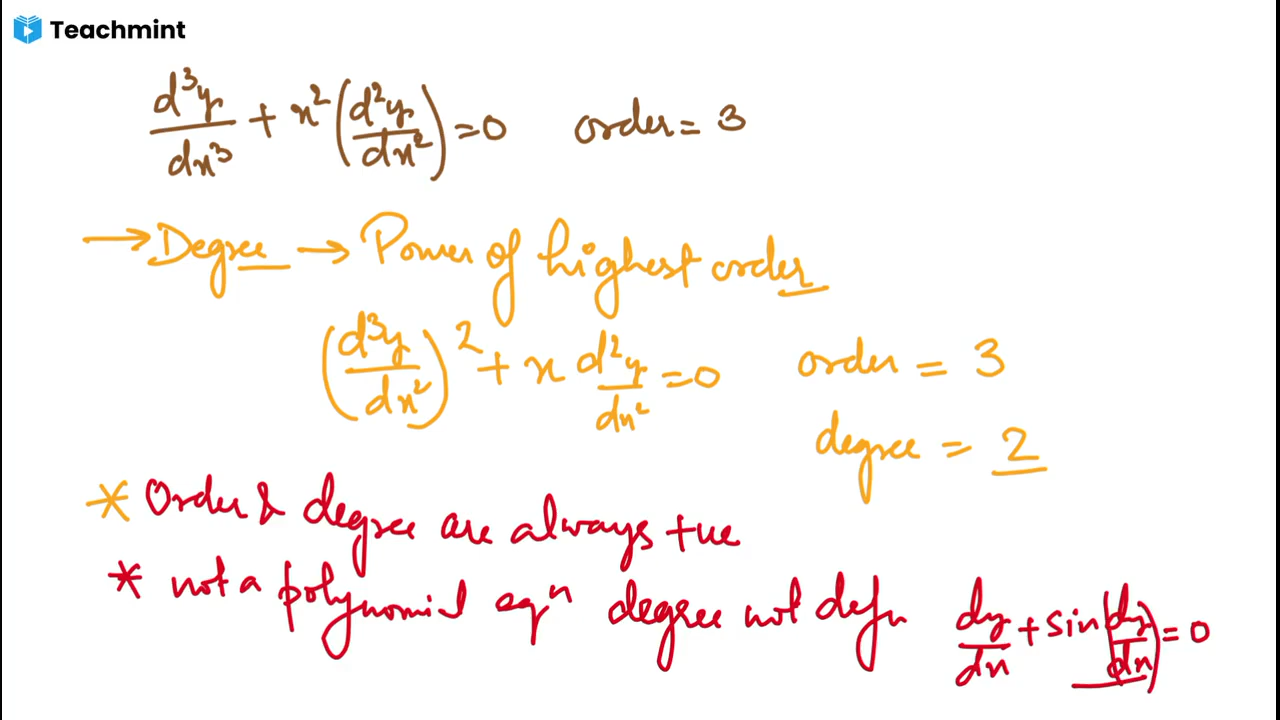 Teachmint
d³y/dx³ + x²(d²y/dx²) = 0 order = 3
→ Degree → Power of highest order
(d³y/dx²)² + x d²y/dx² = 0 order = 3
degree = 2
* Order & degree are always +ve
* not a polynomial eqⁿ degree not defn dy/dx + sin(dy/dx) = 0